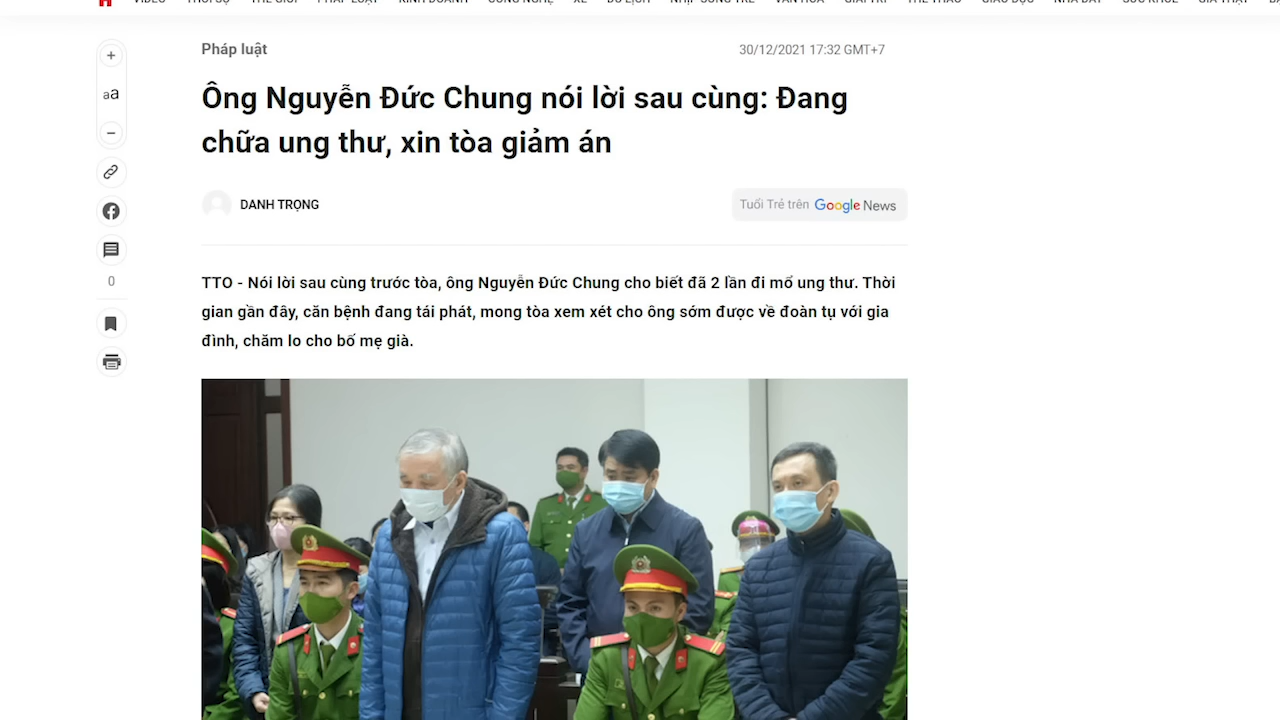 Pháp luật
30/12/2021 17:32 GMT+7
aA
Ông Nguyễn Đức Chung nói lời sau cùng: Đang
chữa ung thư, xin tòa giảm án
DANH TRỌNG
Tuổi Trẻ trên Google News
TTO - Nói lời sau cùng trước tòa, ông Nguyễn Đức Chung cho biết đã 2 lần đi mổ ung thư. Thời
gian gần đây, căn bệnh đang tái phát, mong tòa xem xét cho ông sớm được về đoàn tụ với gia
đình, chăm lo cho bố mẹ già.
0